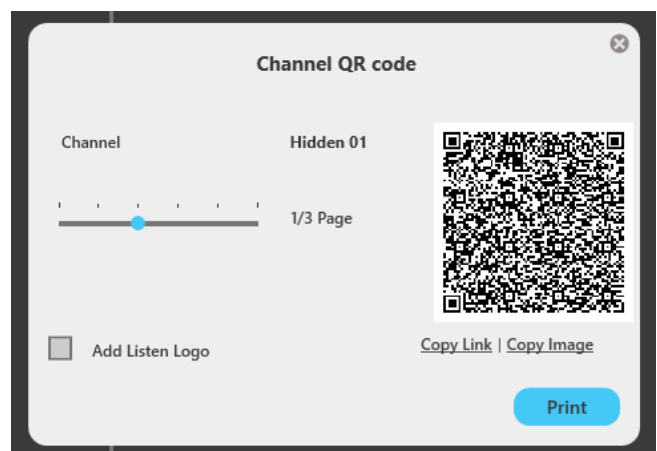 Channel QR code
Channel
Hidden 01
1/3 Page
Add Listen Logo
Copy Link | Copy Image
Print